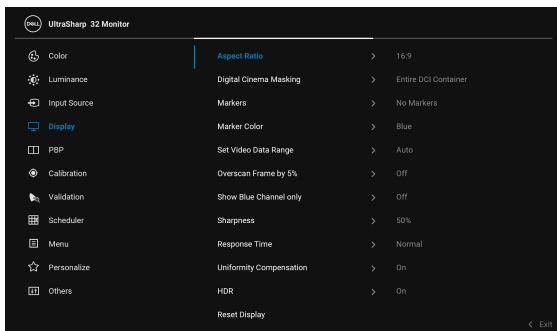 DELL UltraSharp 32 Monitor
Color Aspect Ratio > 16:9
Luminance Digital Cinema Masking > Entire DCI Container
Input Source Markers > No Markers
Display Marker Color > Blue
PBP Set Video Data Range > Auto
Calibration Overscan Frame by 5% > Off
Validation Show Blue Channel only > Off
Scheduler Sharpness > 50%
Menu Response Time > Normal
Personalize Uniformity Compensation > On
Others HDR > On
Reset Display
< Exit